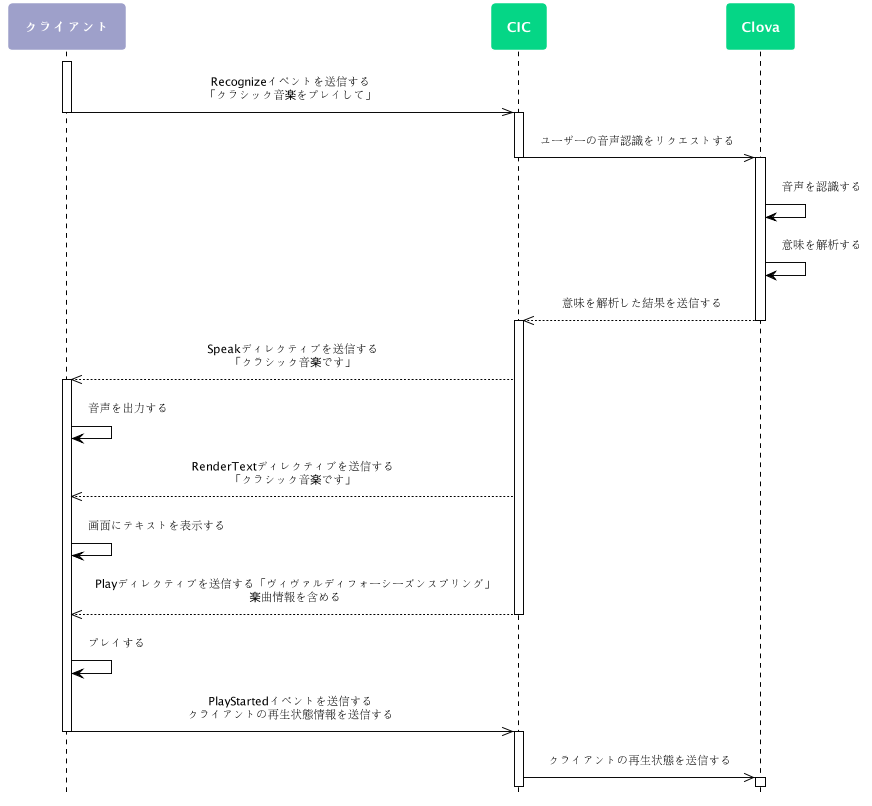 クライアント
CIC
Clova
Recognizeイベントを送信する
「クラシック音楽をプレイして」
ユーザーの音声認識をリクエストする
音声を認識する
意味を解析する
意味を解析した結果を送信する
Speakディレクティブを送信する
「クラシック音楽です」
音声を出力する
RenderTextディレクティブを送信する
「クラシック音楽です」
画面にテキストを表示する
Playディレクティブを送信する「ヴィヴァルディフォーシーズンスプリング」
楽曲情報を含める
プレイする
PlayStartedイベントを送信する
クライアントの再生状態情報を送信する
クライアントの再生状態を送信する